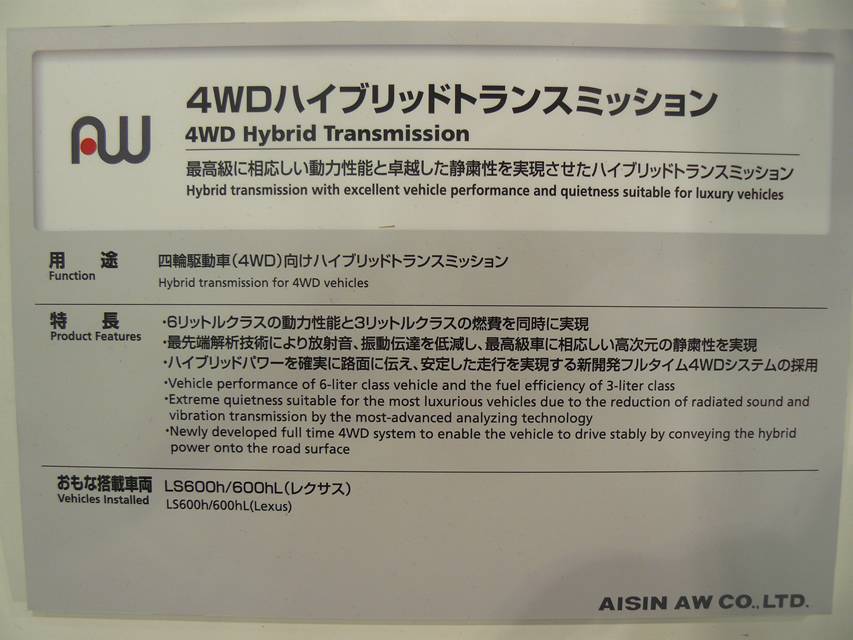 AW
4WDハイブリッドトランスミッション
4WD Hybrid Transmission
最高級に相応しい動力性能と卓越した静粛性を実現させたハイブリッドトランスミッション
Hybrid transmission with excellent vehicle performance and quietness suitable for luxury vehicles
用途 四輪駆動車(4WD)向けハイブリッドトランスミッション
Function Hybrid transmission for 4WD vehicles
特長 ・6リットルクラスの動力性能と3リットルクラスの燃費を同時に実現
Product Features ・最先端解析技術により放射音、振動伝達を低減し、最高級車に相応しい高次元の静粛性を実現
・ハイブリッドパワーを確実に路面に伝え、安定した走行を実現する新開発フルタイム4WDシステムの採用
・Vehicle performance of 6-liter class vehicle and the fuel efficiency of 3-liter class
・Extreme quietness suitable for the most luxurious vehicles due to the reduction of radiated sound and
vibration transmission by the most-advanced analyzing technology
・Newly developed full time 4WD system to enable the vehicle to drive stably by conveying the hybrid
power onto the road surface
おもな搭載車両 LS600h/600hL(レクサス)
Vehicles Installed LS600h/600hL(Lexus)
AISIN AW CO.,LTD.